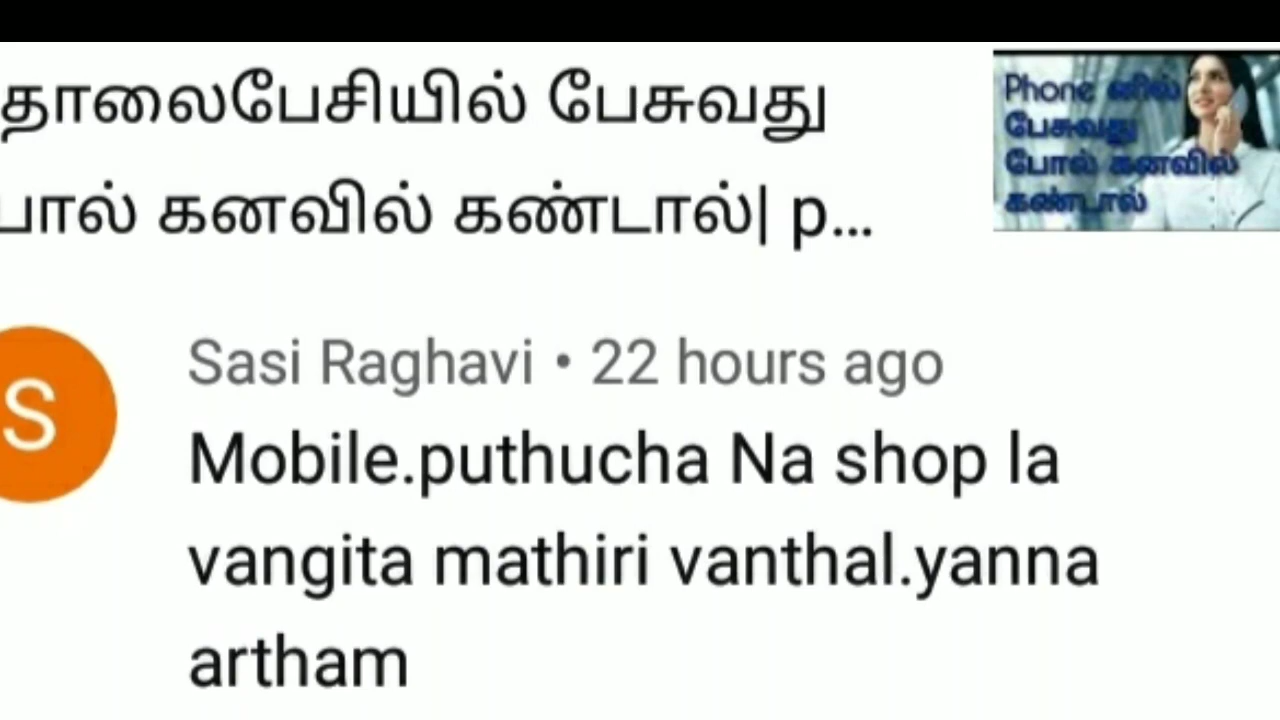 தாலைபேசியில் பேசுவது
பால் கனவில் கண்டால்| p...
Phone னில்
பேசுவது
போல் கனவில்
கண்டால்
S
Sasi Raghavi • 22 hours ago
Mobile.puthucha Na shop la
vangita mathiri vanthal.yanna
artham